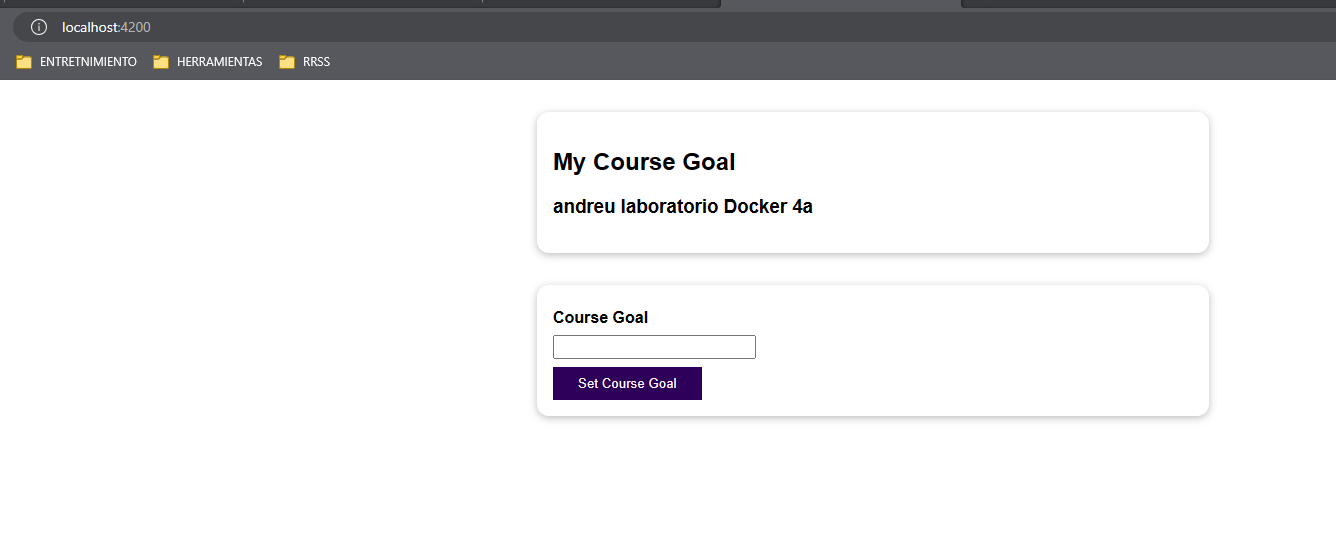 localhost:4200
ENTRETNIMIENTO HERRAMIENTAS RRSS
My Course Goal
andreu laboratorio Docker 4a
Course Goal
Set Course Goal